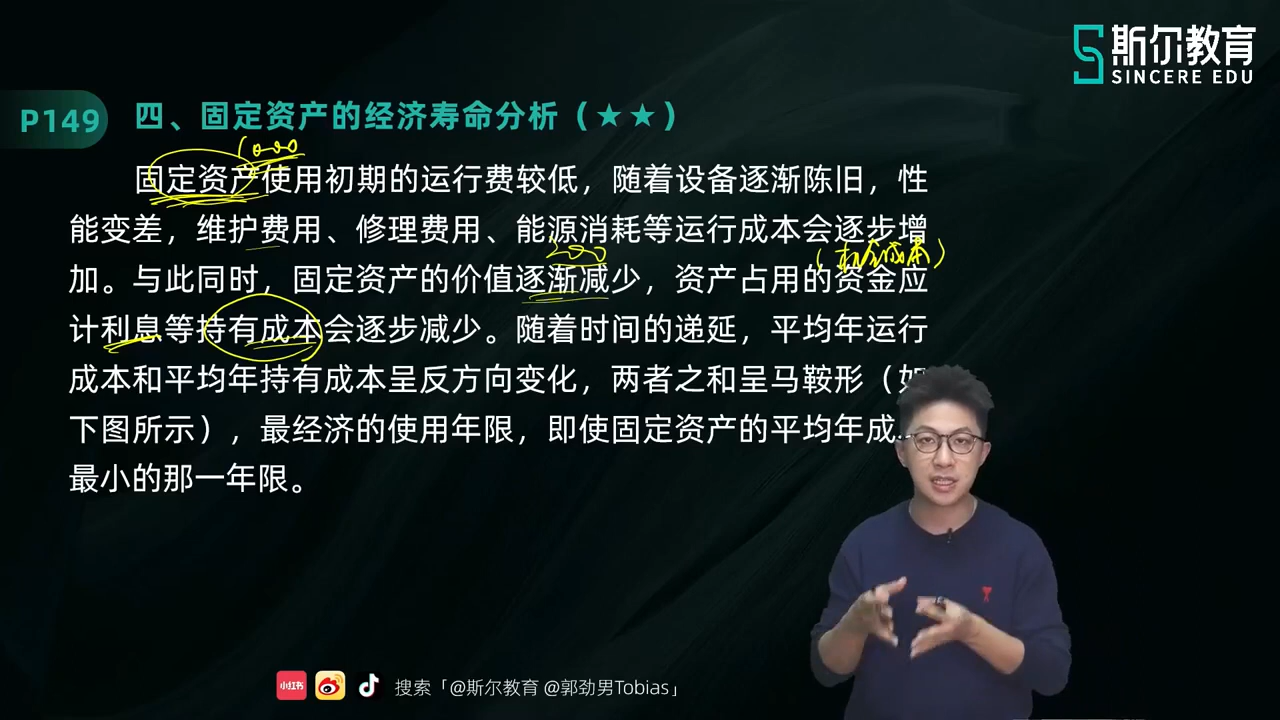 斯尔教育
SINCERE EDU
P149
四、固定资产的经济寿命分析（★★）
1000
固定资产使用初期的运行费较低，随着设备逐渐陈旧，性
能变差，维护费用、修理费用、能源消耗等运行成本会逐步增
200
（机会成本）
加。与此同时，固定资产的价值逐渐减少，资产占用的资金应
计利息等持有成本会逐步减少。随着时间的递延，平均年运行
成本和平均年持有成本呈反方向变化，两者之和呈马鞍形（如
下图所示），最经济的使用年限，即使固定资产的平均年成
最小的那一年限。
小红书
搜索「@斯尔教育 @郭劲男Tobias」